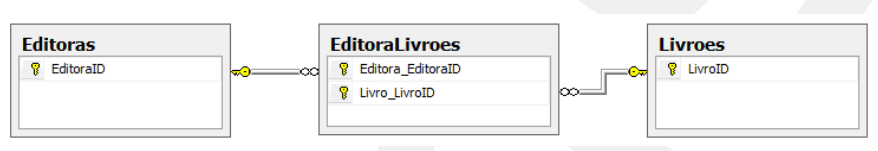 Editoras
EditoraID
EditoraLivroes
Editora_EditoraID
Livro_LivroID
Livroes
LivroID